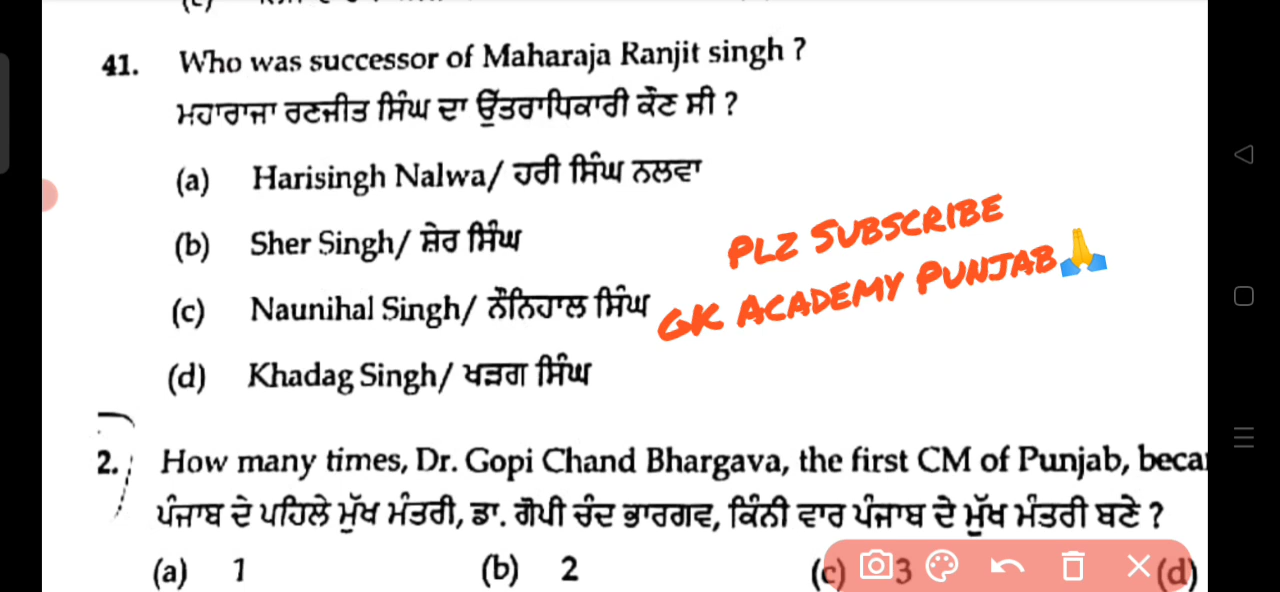 41. Who was successor of Maharaja Ranjit singh ?
ਮਹਾਰਾਜਾ ਰਣਜੀਤ ਸਿੰਘ ਦਾ ਉੱਤਰਾਧਿਕਾਰੀ ਕੌਣ ਸੀ ?
(a) Harisingh Nalwa/ ਹਰੀ ਸਿੰਘ ਨਲਵਾ
(b) Sher Singh/ ਸ਼ੇਰ ਸਿੰਘ
(c) Naunihal Singh/ ਨੌਨਿਹਾਲ ਸਿੰਘ
(d) Khadag Singh/ ਖੜਗ ਸਿੰਘ
PLZ SUBSCRIBE
GK ACADEMY PUNJAB🙏
2. How many times, Dr. Gopi Chand Bhargava, the first CM of Punjab,
ਪੰਜਾਬ ਦੇ ਪਹਿਲੇ ਮੁੱਖ ਮੰਤਰੀ, ਡਾ. ਗੋਪੀ ਚੰਦ ਭਾਰਗਵ, ਕਿੰਨੀ ਵਾਰ ਪੰਜਾਬ ਦੇ ਮੁੱਖ ਮੰਤਰੀ ਬਣੇ ?
(a) 1 (b) 2 (c) 3 (d)